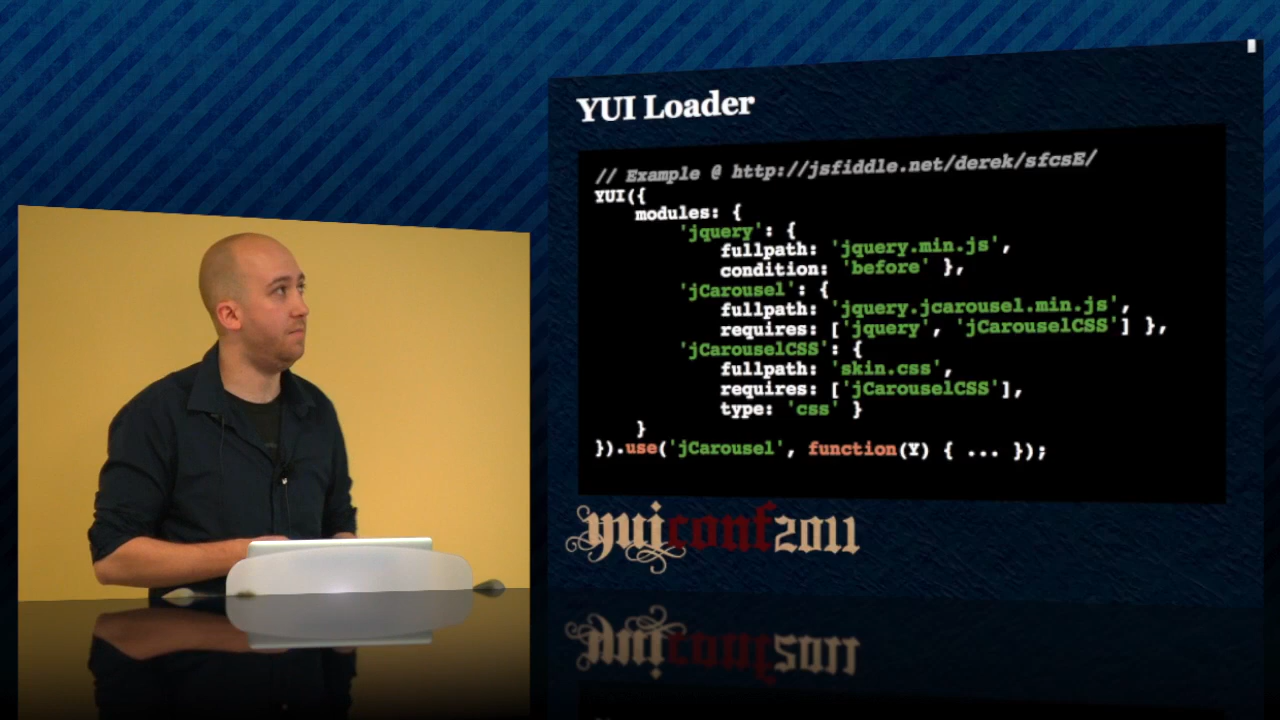 YUI Loader
// Example @ http://jsfiddle.net/derek/sfcsE/
YUI({
modules: {
'jquery': {
fullpath: 'jquery.min.js',
condition: 'before' },
'jCarousel': {
fullpath: 'jquery.jcarousel.min.js',
requires: ['jquery', 'jCarouselCSS'] },
'jCarouselCSS': {
fullpath: 'skin.css',
requires: ['jCarouselCSS'],
type: 'css' }
}
}).use('jCarousel', function(Y) { ... });
yuiconf2011